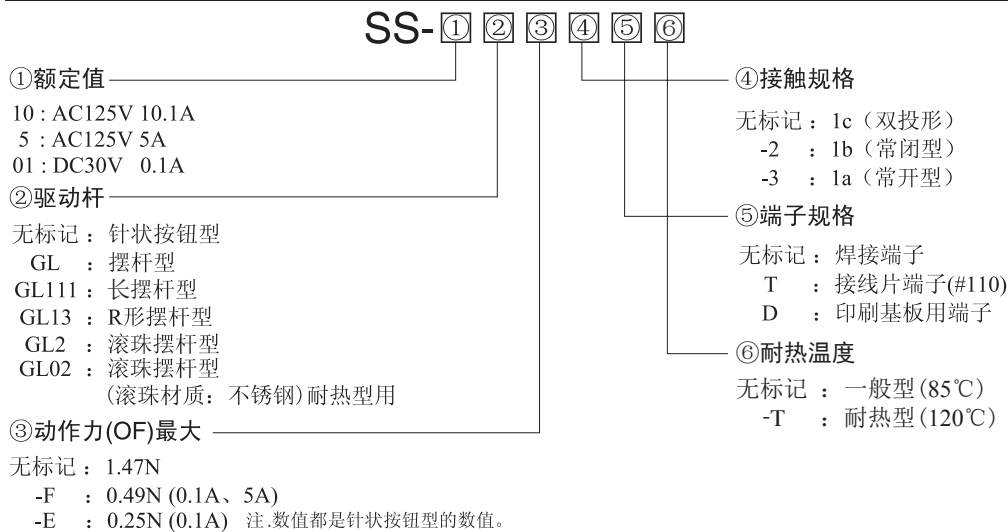 SS-① ② ③ ④ ⑤ ⑥
①额定值
10 : AC125V 10.1A
5 : AC125V 5A
01 : DC30V 0.1A
②驱动杆
无标记 : 针状按钮型
GL : 摆杆型
GL111 : 长摆杆型
GL13 : R形摆杆型
GL2 : 滚珠摆杆型
GL02 : 滚珠摆杆型
(滚珠材质：不锈钢)耐热型用
③动作力(OF)最大
无标记 : 1.47N
-F : 0.49N (0.1A、5A)
-E : 0.25N (0.1A) 注.数值都是针状按钮型的数值。
④接触规格
无标记 : 1c（双投形）
-2 : 1b（常闭型）
-3 : 1a（常开型）
⑤端子规格
无标记 : 焊接端子
T : 接线片端子(#110)
D : 印刷基板用端子
⑥耐热温度
无标记 : 一般型(85℃)
-T : 耐热型(120℃)